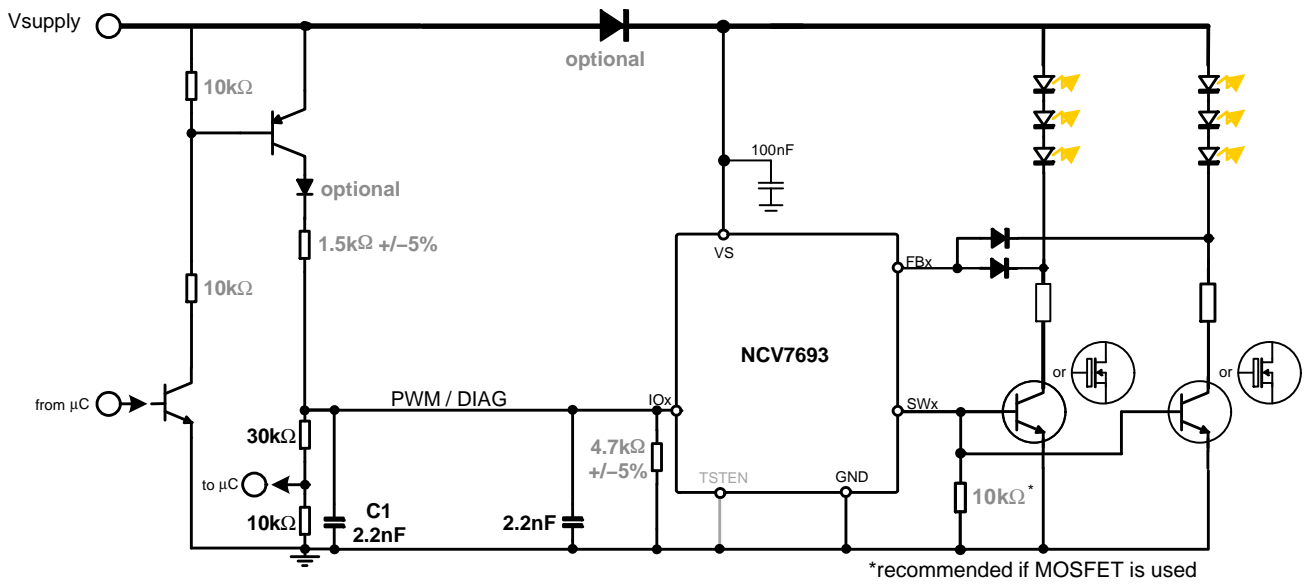 Vsupply
optional
10kΩ
100nF
optional
1.5kΩ +/−5%
VS
FBx
10kΩ
NCV7693
or
or
from μC
PWM / DIAG
IOx
SWx
30kΩ
4.7kΩ
+/−5%
to μC
TSTEN
GND
10kΩ*
10kΩ
C1
2.2nF
2.2nF
*recommended if MOSFET is used